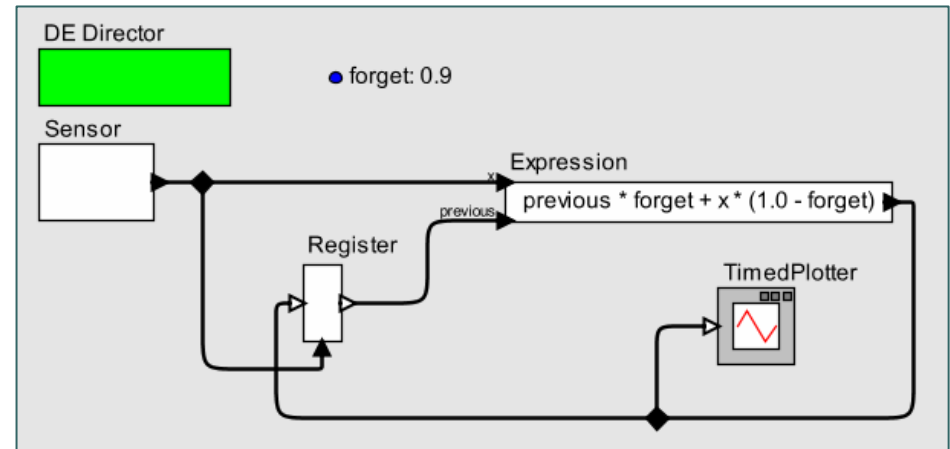 DE Director
forget: 0.9
Sensor
Expression
x
previous * forget + x * (1.0 - forget)
previous
Register
TimedPlotter